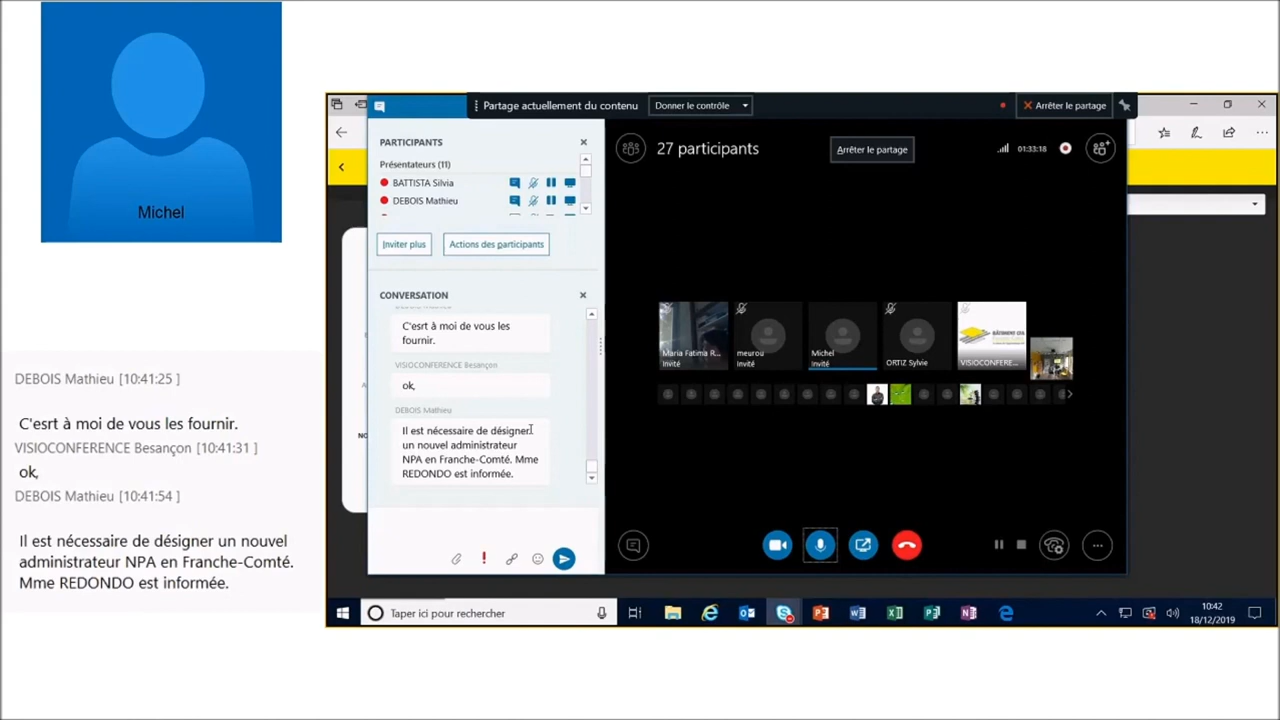 Michel
DEBOIS Mathieu [10:41:25 ]
C'esrt à moi de vous les fournir.
VISIOCONFERENCE Besançon [10:41:31 ]
ok,
DEBOIS Mathieu [10:41:54 ]
Il est nécessaire de désigner un nouvel
administrateur NPA en Franche-Comté.
Mme REDONDO est informée.
Partage actuellement du contenu
Donner le contrôle
Arrêter le partage
PARTICIPANTS
Présentateurs (11)
BATTISTA Silvia
DEBOIS Mathieu
Inviter plus
Actions des participants
CONVERSATION
C'esrt à moi de vous les
fournir.
VISIOCONFERENCE Besançon
ok,
DEBOIS Mathieu
Il est nécessaire de désigner
un nouvel administrateur
NPA en Franche-Comté. Mme
REDONDO est informée.
27 participants
Arrêter le partage
01:33:18
Maria Fatima R...
Invité
meurou
Invité
Michel
Invité
ORTIZ Sylvie
VISIOCONFERE...
Taper ici pour rechercher
10:42
18/12/2019